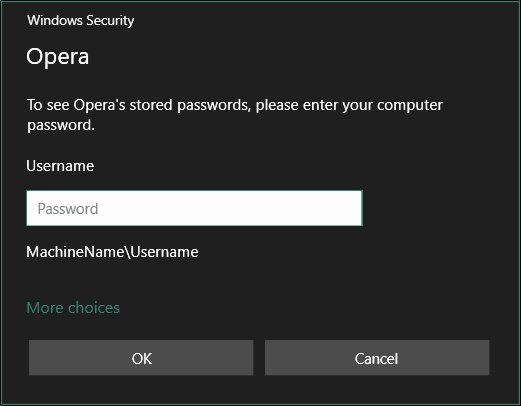 Windows Security
Opera
To see Opera's stored passwords, please enter your computer
password.
Username
Password
MachineName\Username
More choices
OK
Cancel